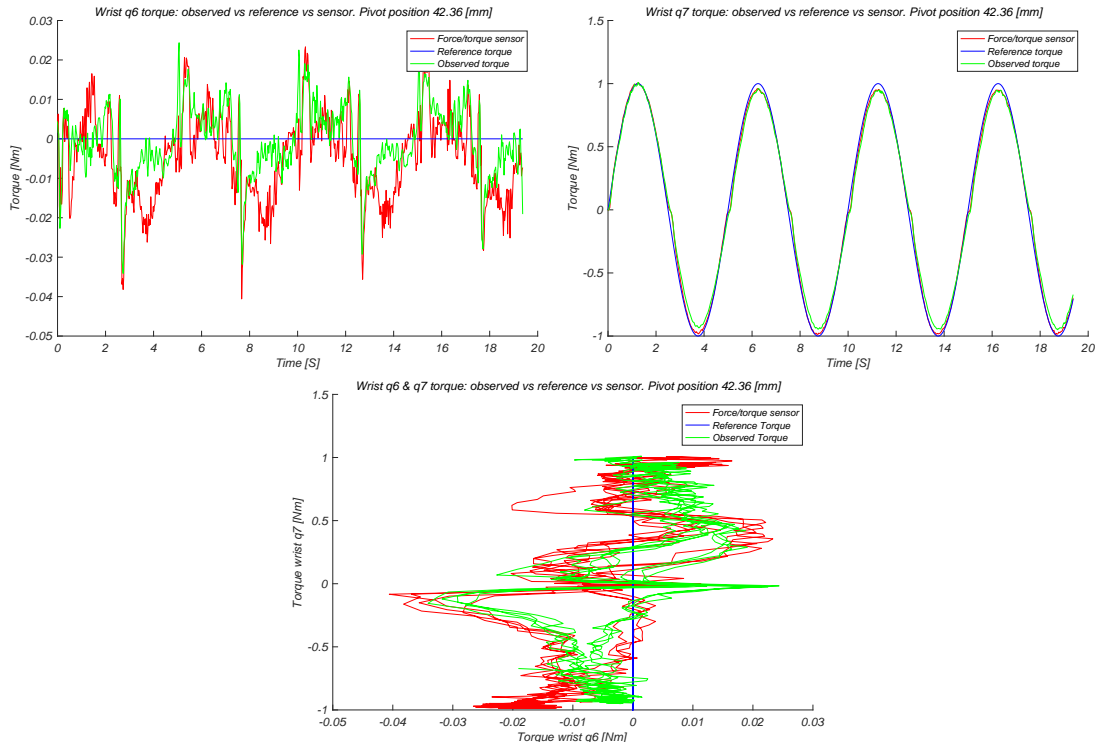 Wrist q6 torque: observed vs reference vs sensor. Pivot position 42.36 [mm]
0.03
0.02
0.01
0
-0.01
-0.02
-0.03
-0.04
-0.05
Torque [Nm]
Force/torque sensor
Reference torque
Observed torque
0 2 4 6 8 10 12 14 16 18 20
Time [S]
Wrist q7 torque: observed vs reference vs sensor. Pivot position 42.36 [mm]
1.5
1
0.5
0
-0.5
-1
Torque [Nm]
Force/torque sensor
Reference torque
Observed torque
0 2 4 6 8 10 12 14 16 18 20
Time [S]
Wrist q6 & q7 torque: observed vs reference vs sensor. Pivot position 42.36 [mm]
1.5
1
0.5
0
-0.5
-1
Torque wrist q7 [Nm]
Force/torque sensor
Reference Torque
Observed Torque
-0.05 -0.04 -0.03 -0.02 -0.01 0 0.01 0.02 0.03
Torque wrist q6 [Nm]